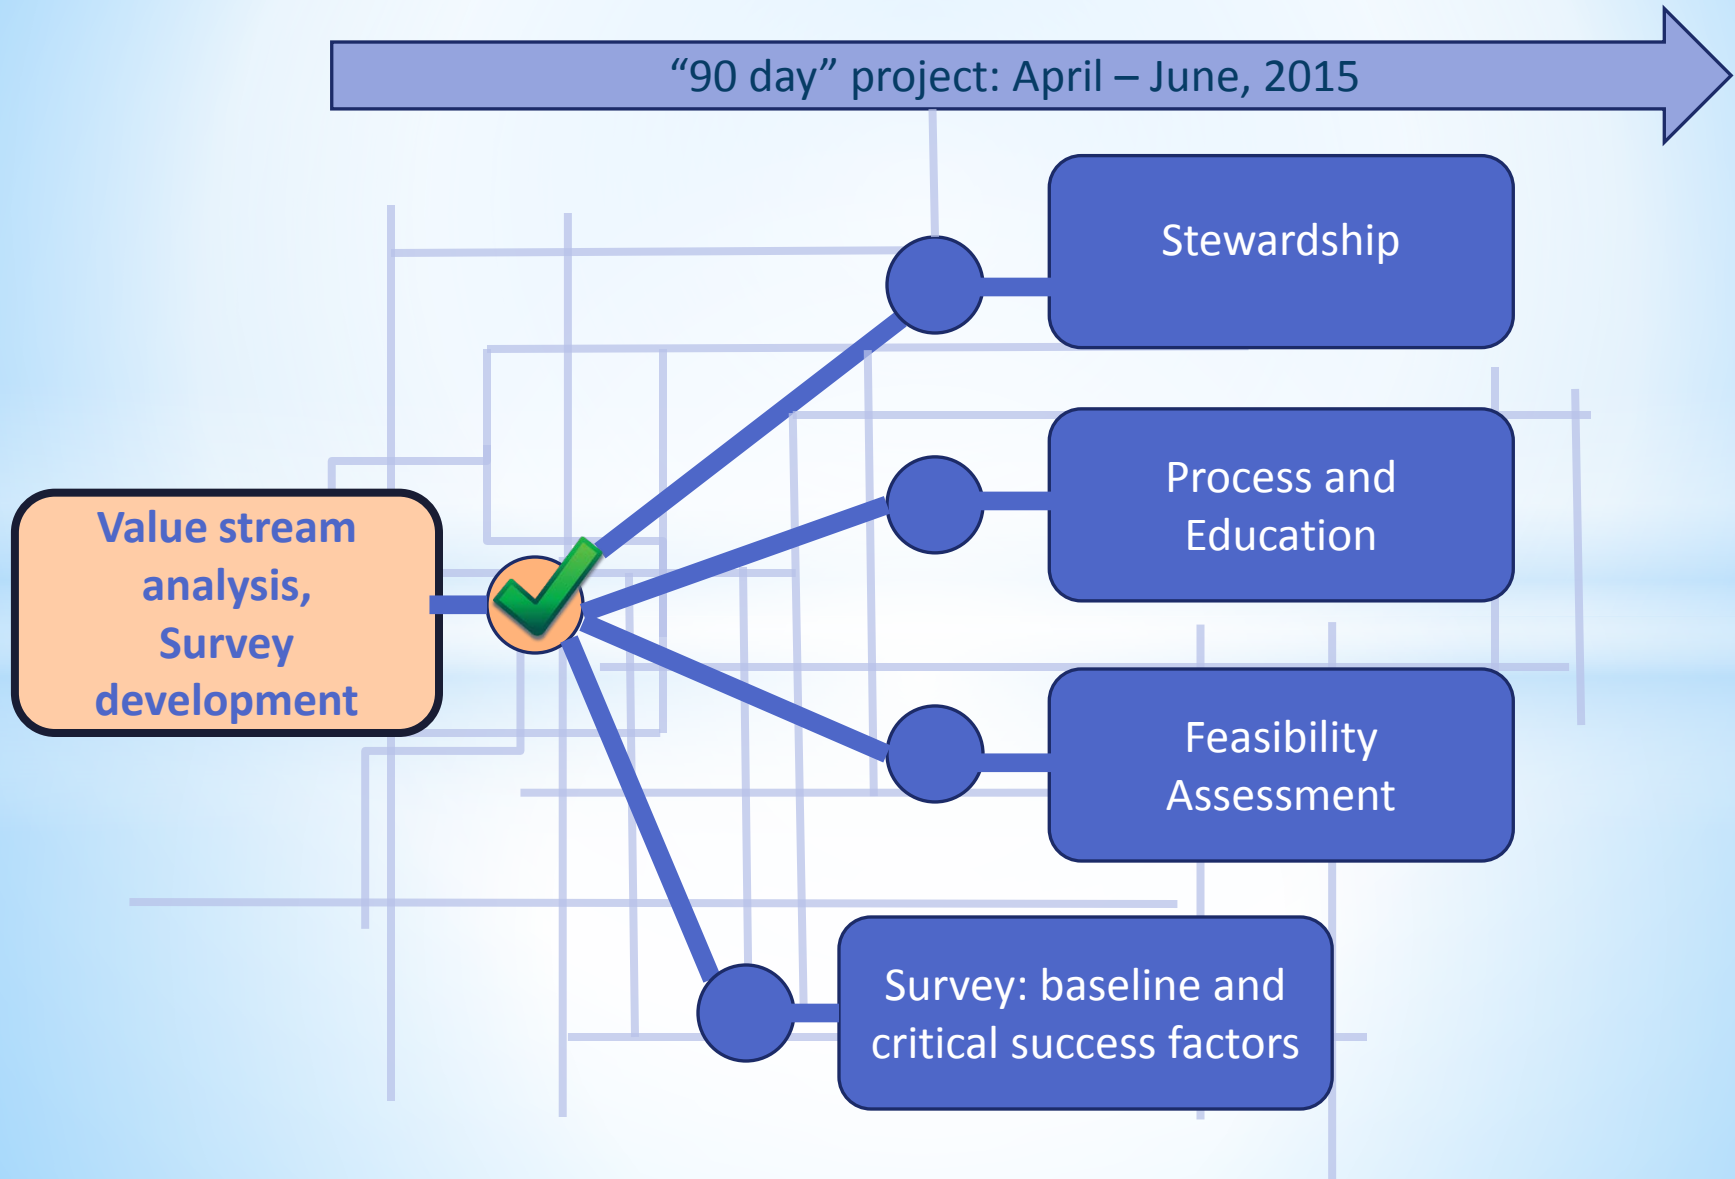 “90 day” project: April – June, 2015
Stewardship
Process and
Education
Value stream
analysis,
Survey
development
Feasibility
Assessment
Survey: baseline and
critical success factors